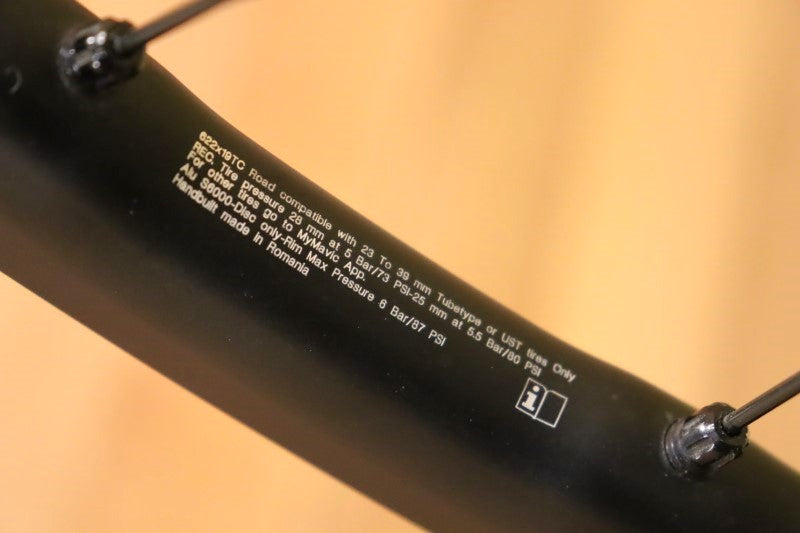 622x19TC Road compatible with 23 To 39 mm Tubetype or UST tires Only
REC. Tire pressure 28 mm at 5 Bar/73 PSI-25 mm at 5.5 Bar/80 PSI
For other tires go to MyMavic App.
Alu S6000-Disc only-Rim Max Pressure 6 Bar/87 PSI
Handbuilt made in Romania
i